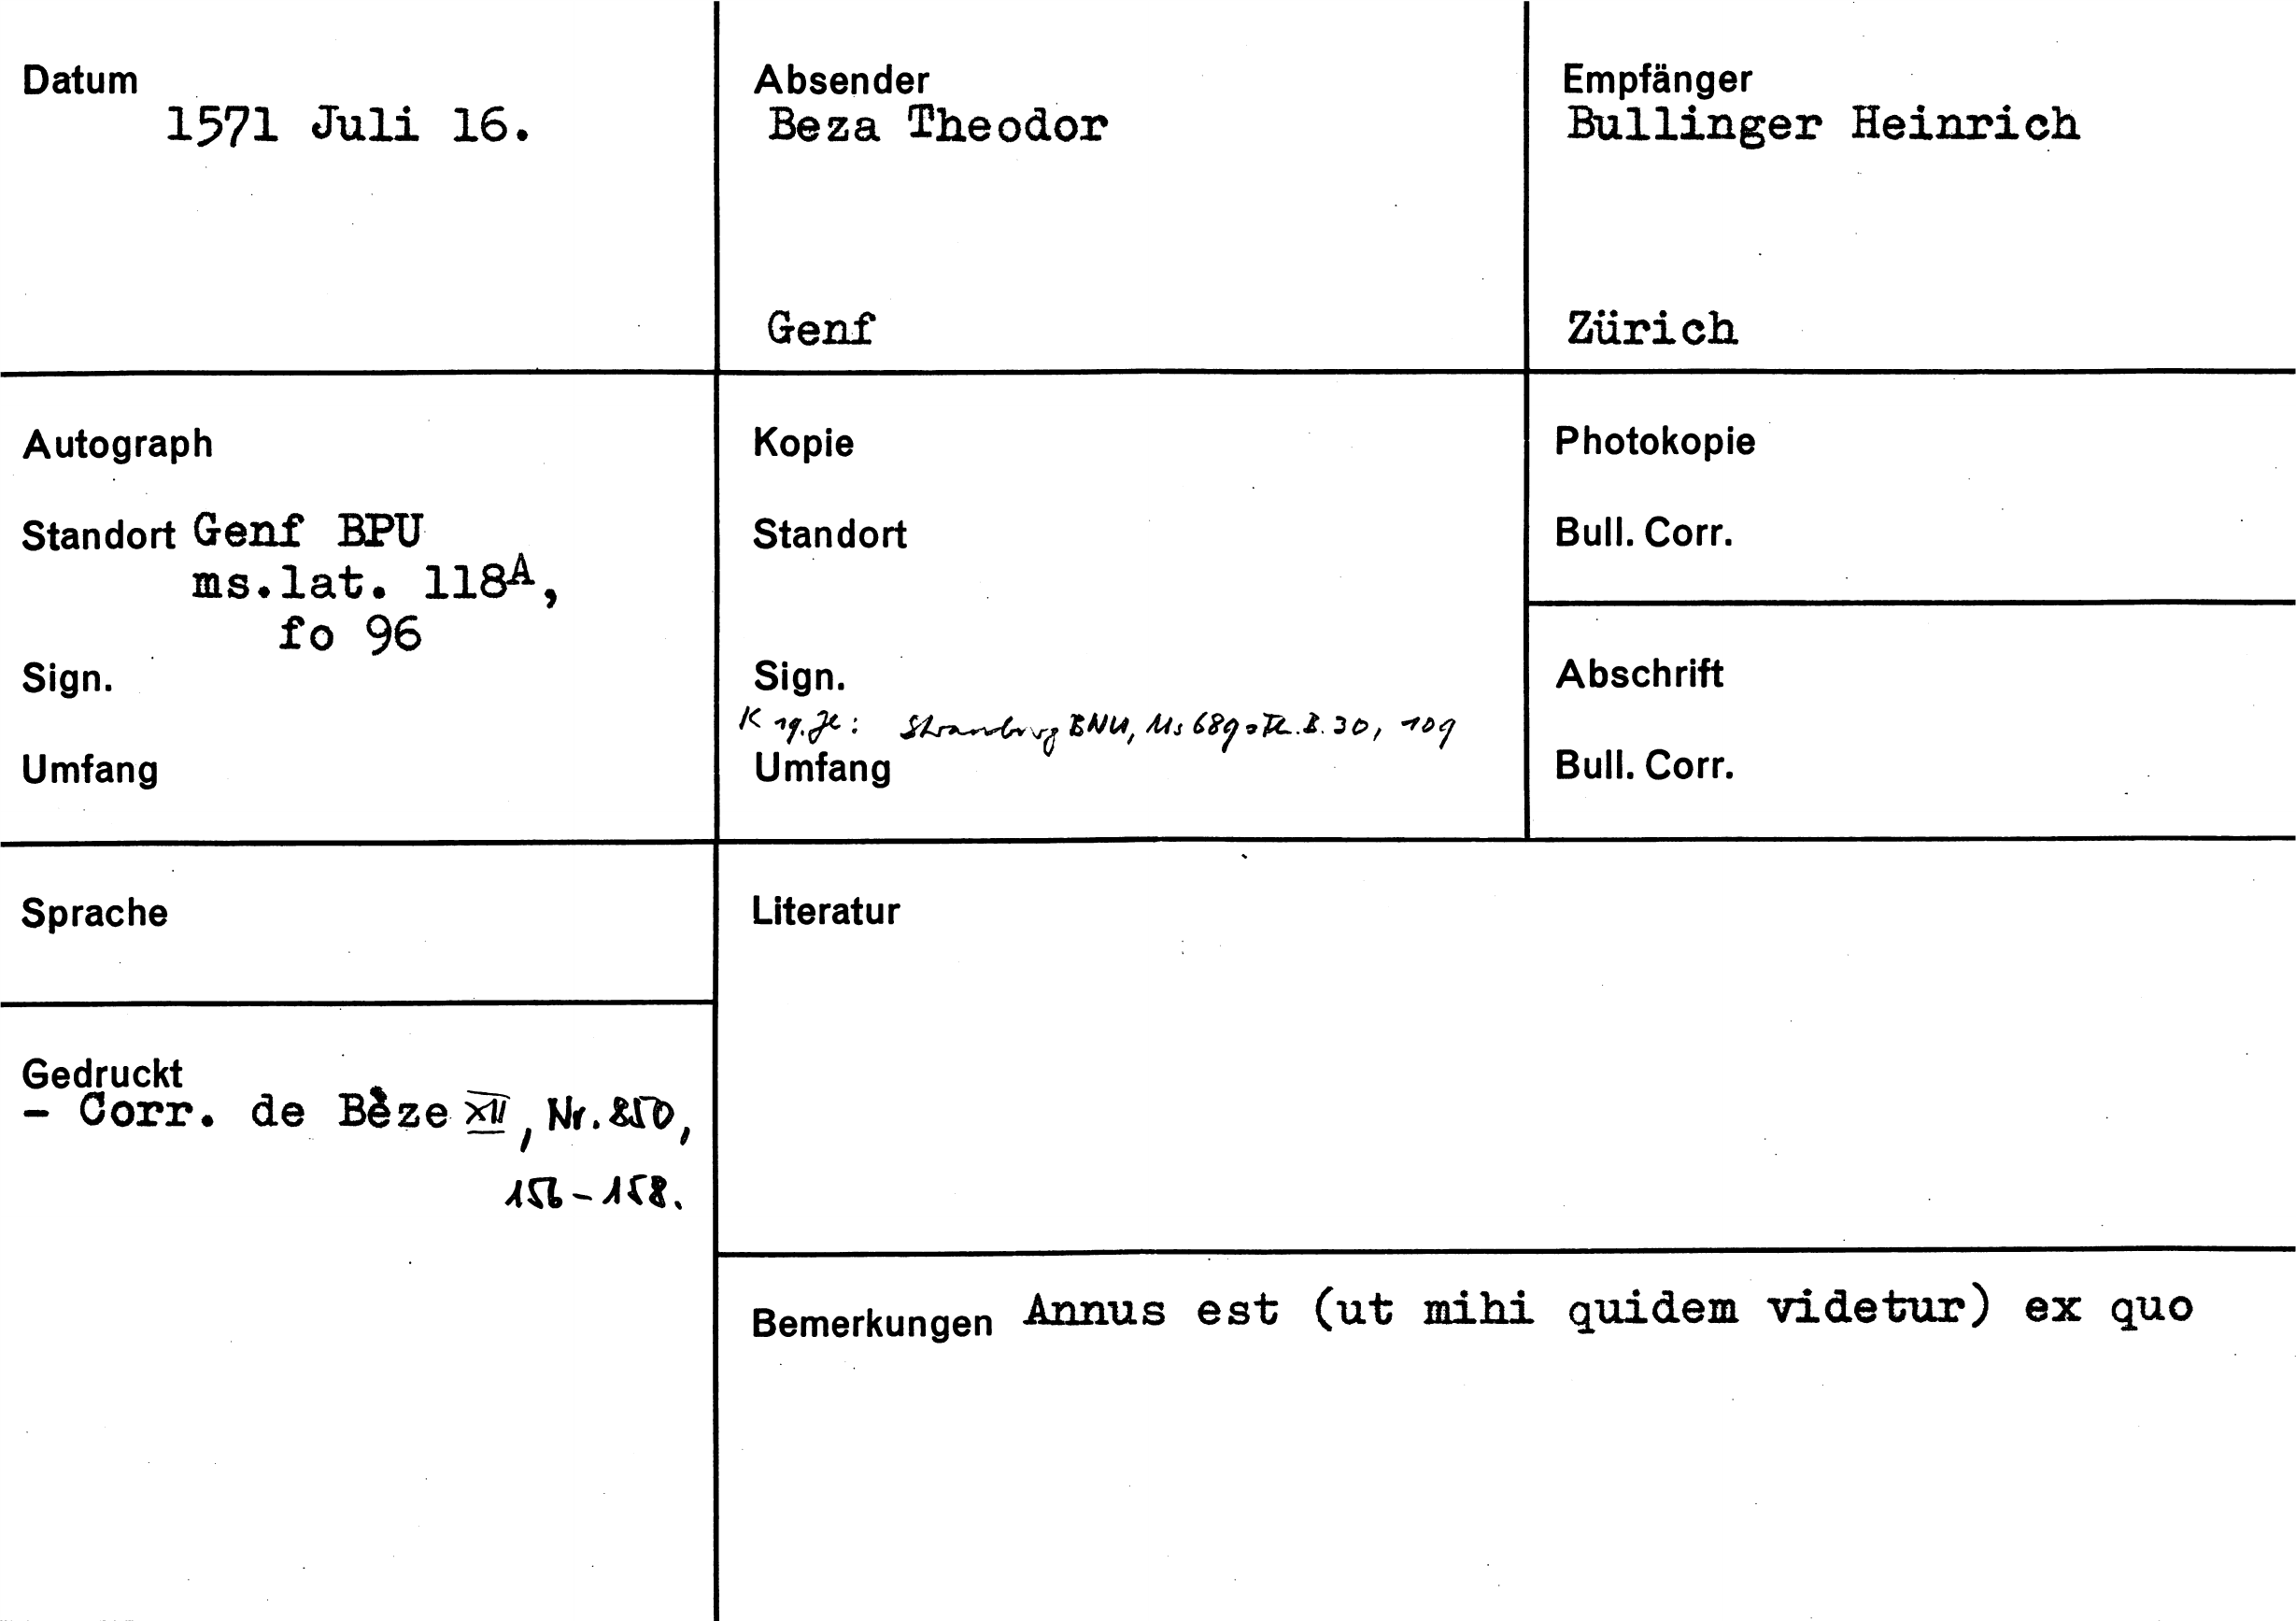 Datum
1571 Juli 16.
Absender
Beza Theodor
Genf
Empfänger
Bullinger Heinrich
Zürich
Autograph
Standort Genf BPU
ms.lat. 118A,
fo 96
Sign.
Umfang
Kopie
Standort
Sign.
K 19. Jh: Strassburg BNU, Ms 689 = Th. B. 30, 109
Umfang
Photokopie
Bull. Corr.
Abschrift
Bull. Corr.
Sprache
Literatur
Gedruckt
- Corr. de Bèze XII, Nr. 850,
156-158.
Bemerkungen Annus est (ut mihi quidem videtur) ex quo